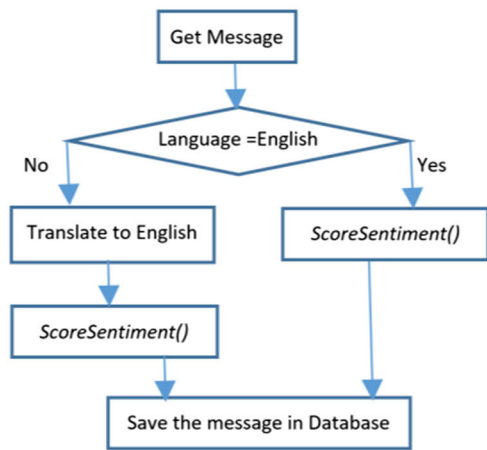 Get Message
Language =English
No
Yes
Translate to English
ScoreSentiment()
ScoreSentiment()
Save the message in Database